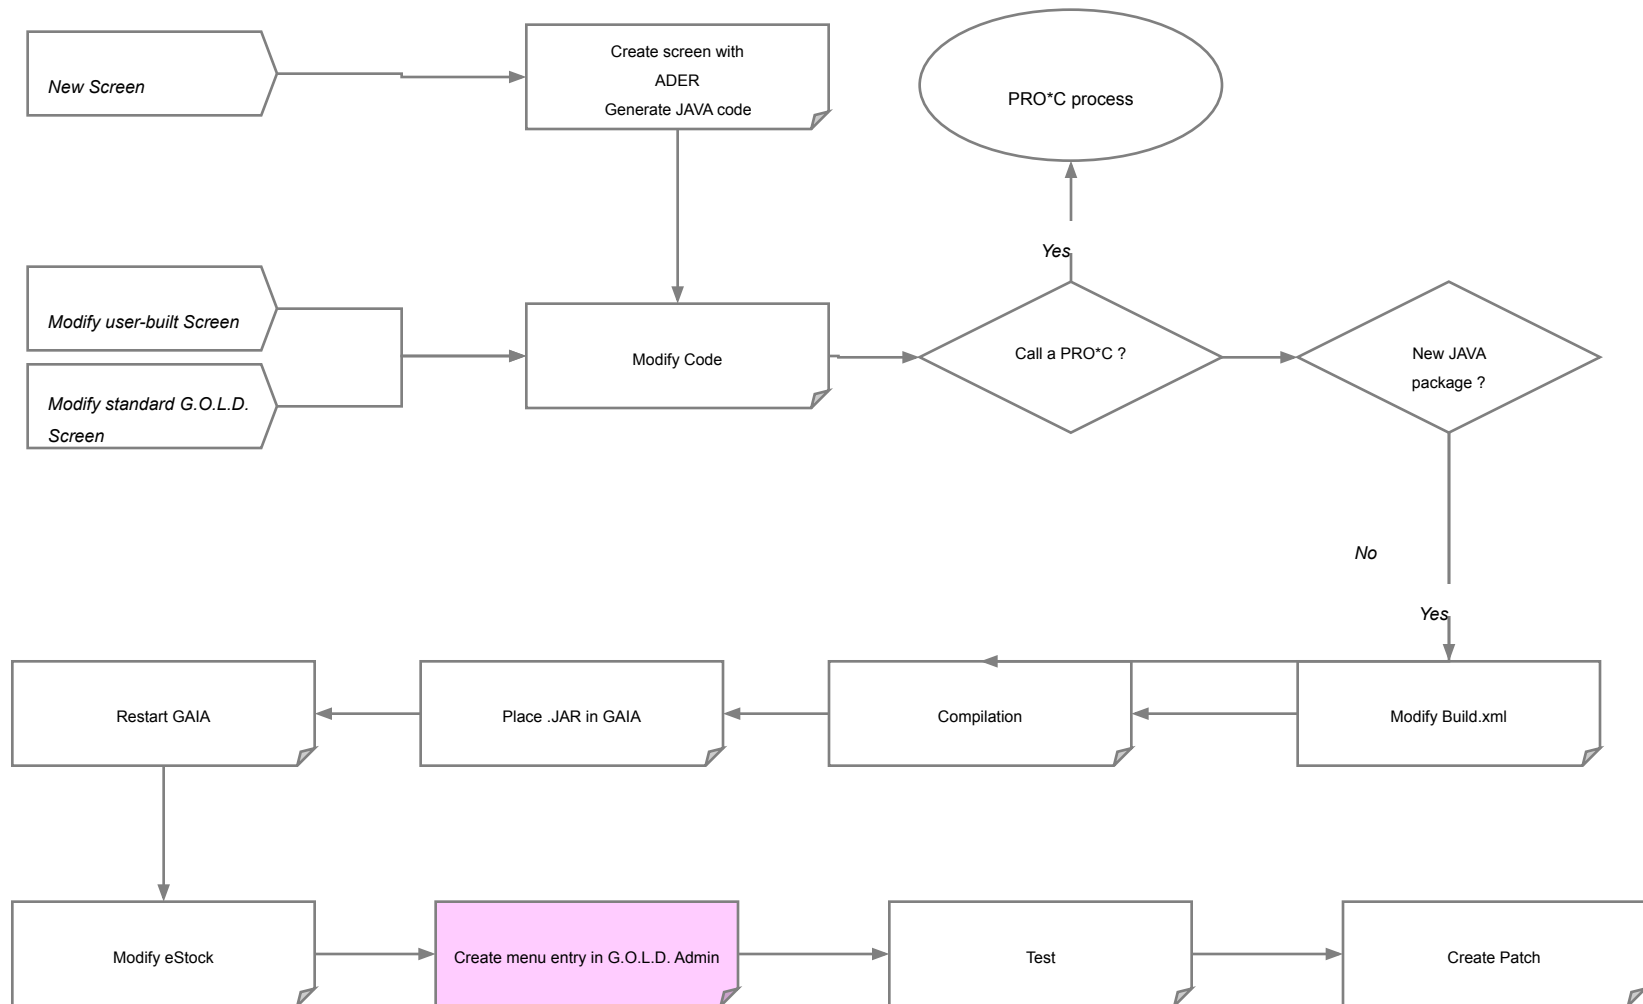 New Screen
Create screen with
ADER
Generate JAVA code
PRO*C process
Yes
Modify user-built Screen
Modify standard G.O.L.D.
Screen
Modify Code
Call a PRO*C ?
New JAVA
package ?
No
Yes
Restart GAIA
Place .JAR in GAIA
Compilation
Modify Build.xml
Modify eStock
Create menu entry in G.O.L.D. Admin
Test
Create Patch